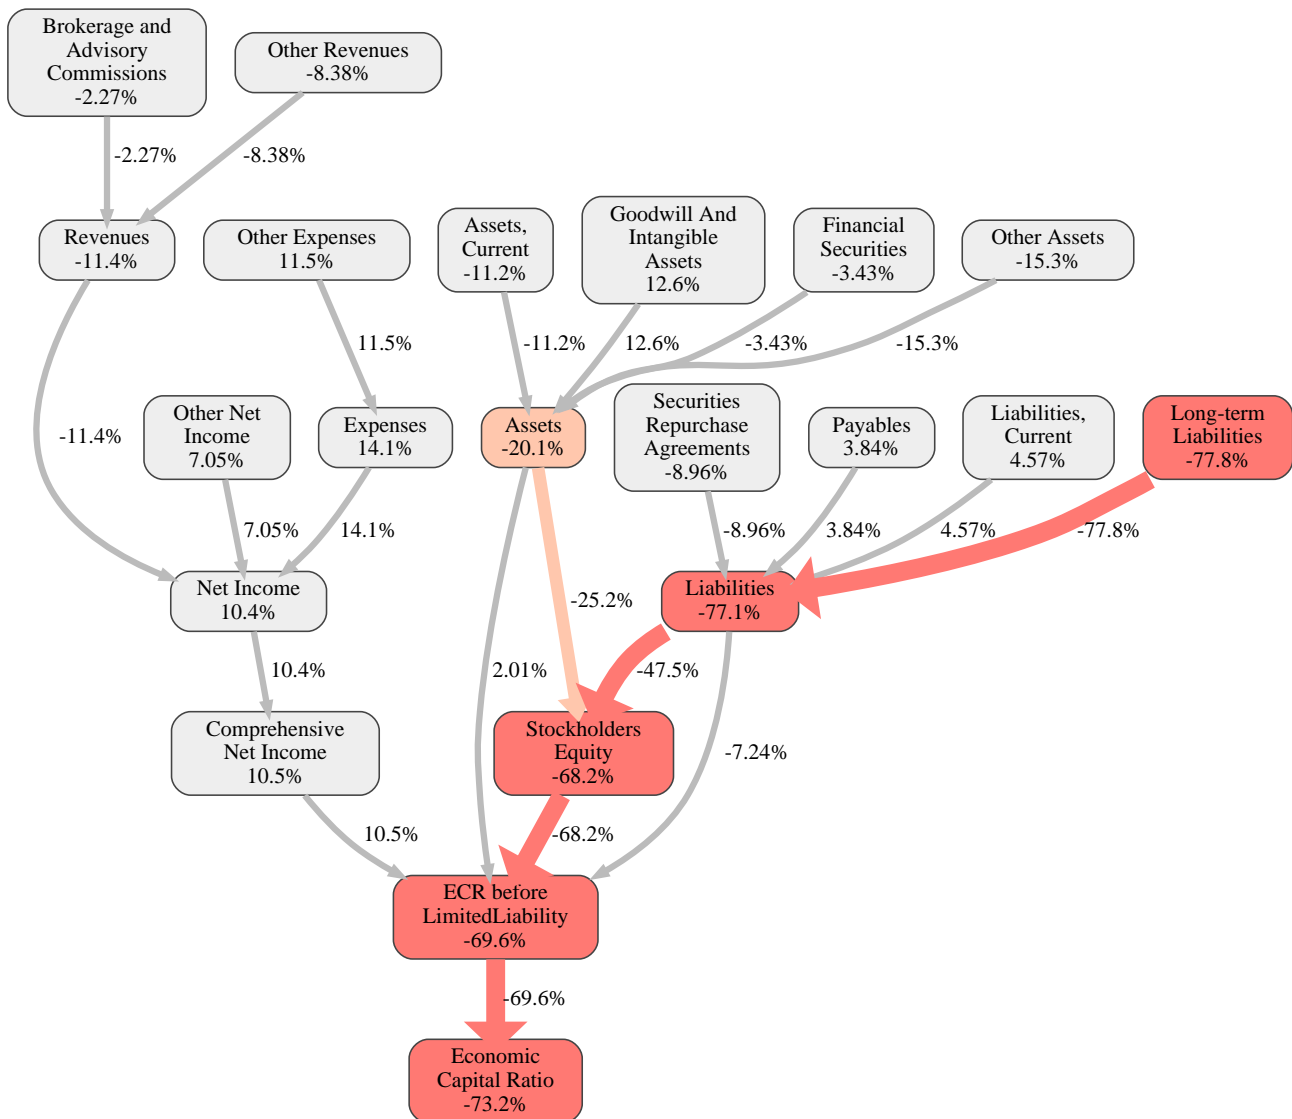 Brokerage and
Advisory
Commissions
-2.27%
Other Revenues
-8.38%
-2.27%
-8.38%
Revenues
-11.4%
Other Expenses
11.5%
Assets,
Current
-11.2%
Goodwill And
Intangible
Assets
12.6%
Financial
Securities
-3.43%
Other Assets
-15.3%
11.5%
-11.2%
12.6%
-3.43%
-15.3%
-11.4%
Other Net
Income
7.05%
Expenses
14.1%
Assets
-20.1%
Securities
Repurchase
Agreements
-8.96%
Payables
3.84%
Liabilities,
Current
4.57%
Long-term
Liabilities
-77.8%
7.05%
14.1%
-8.96%
3.84%
4.57%
-77.8%
Net Income
10.4%
-25.2%
Liabilities
-77.1%
10.4%
2.01%
-47.5%
Comprehensive
Net Income
10.5%
Stockholders
Equity
-68.2%
-7.24%
10.5%
-68.2%
ECR before
LimitedLiability
-69.6%
-69.6%
Economic
Capital Ratio
-73.2%